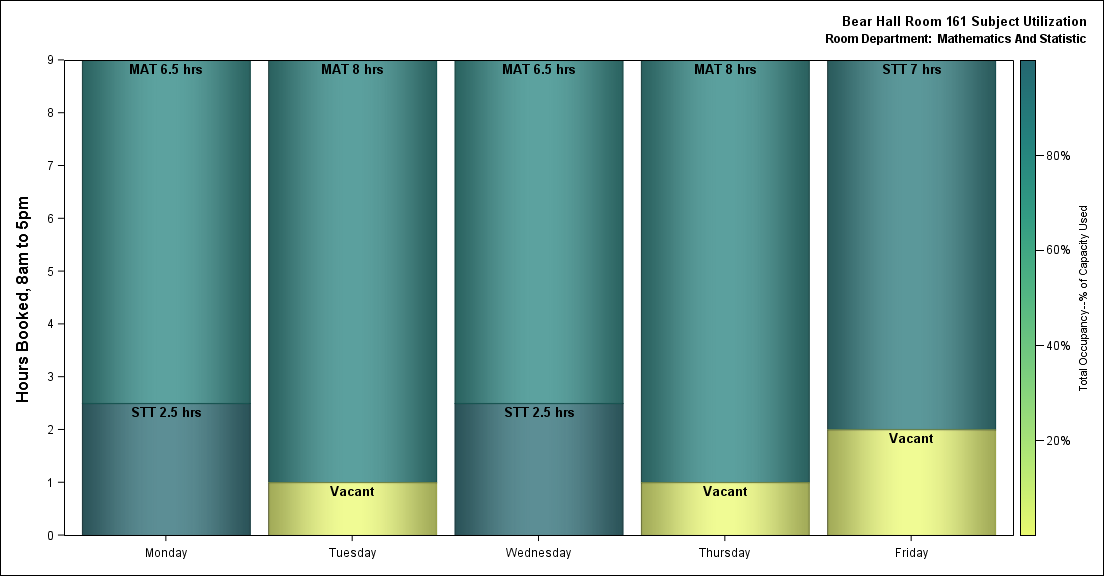 Bear Hall Room 161 Subject Utilization
Room Department: Mathematics And Statistic
Hours Booked, 8am to 5pm
9
8
7
6
5
4
3
2
1
0
MAT 6.5 hrs
STT 2.5 hrs
MAT 8 hrs
Vacant
MAT 6.5 hrs
STT 2.5 hrs
MAT 8 hrs
Vacant
STT 7 hrs
Vacant
Monday
Tuesday
Wednesday
Thursday
Friday
80%
60%
40%
20%
Total Occupancy--% of Capacity Used